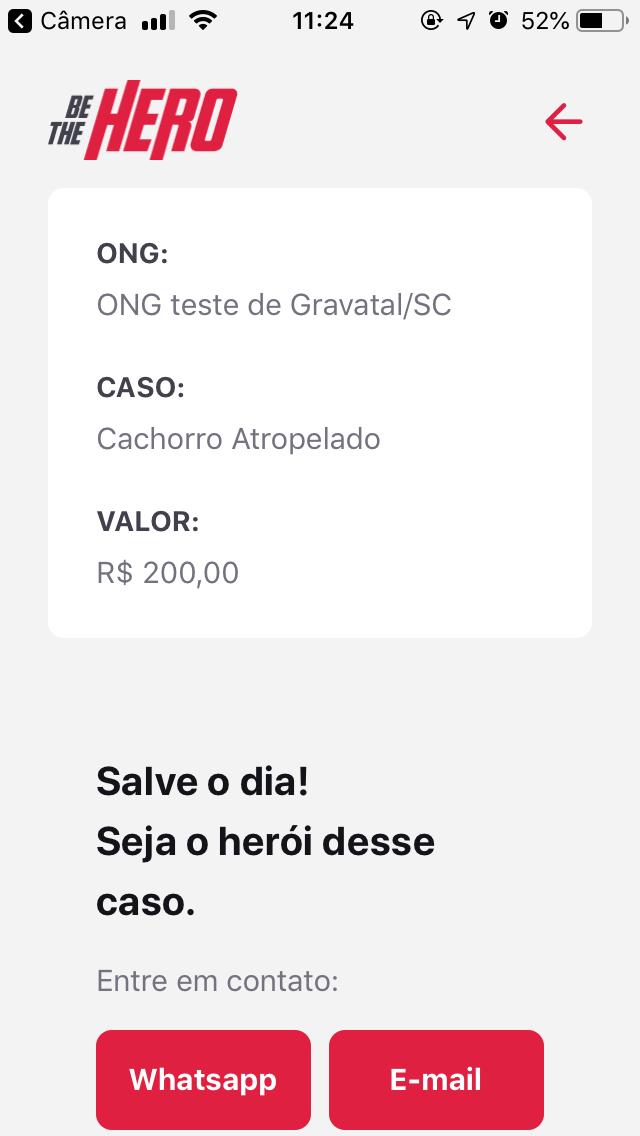 Câmera 11:24 52%
BE THE HERO
ONG:
ONG teste de Gravatal/SC
CASO:
Cachorro Atropelado
VALOR:
R$ 200,00
Salve o dia!
Seja o herói desse
caso.
Entre em contato:
Whatsapp E-mail